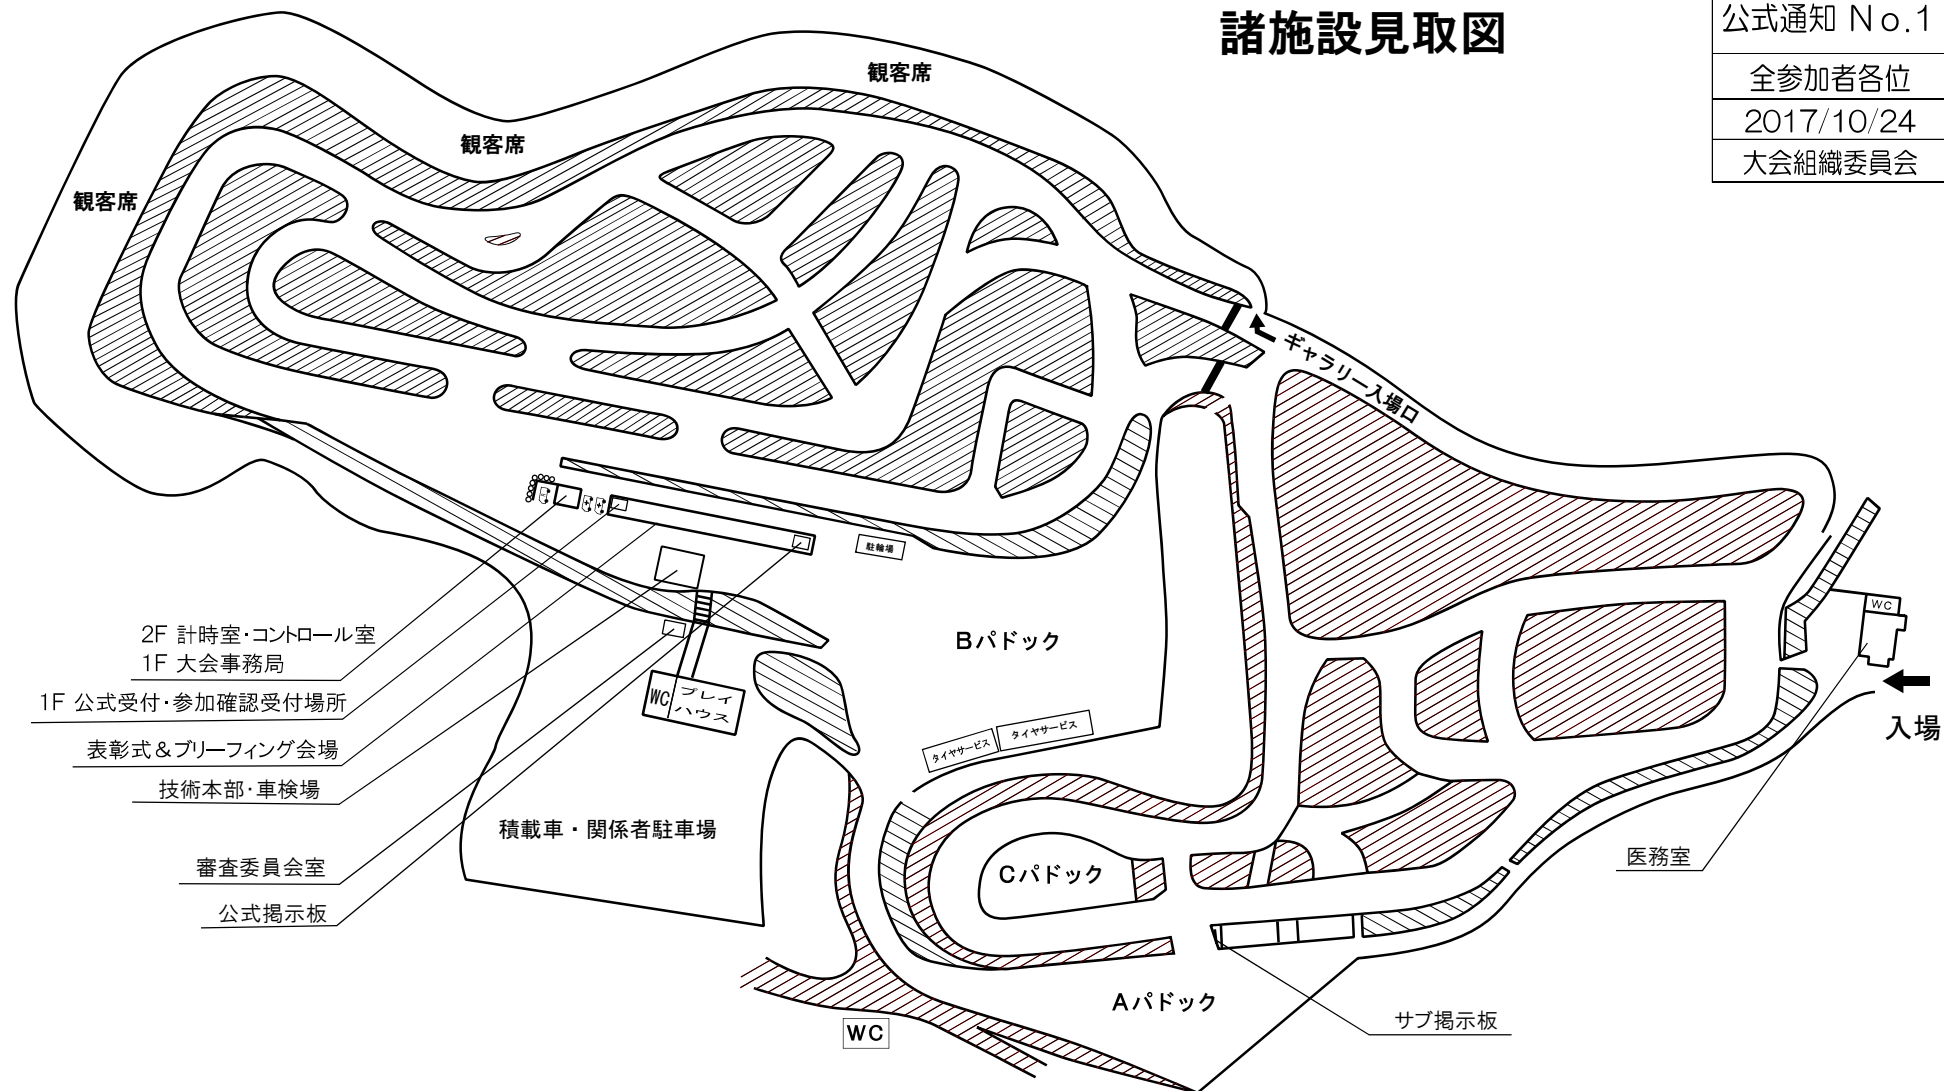 諸施設見取図
公式通知 No.1
全参加者各位
2017/10/24
大会組織委員会
観客席
観客席
観客席
ギャラリー入場口
駐輪場
2F 計時室･コントロール室
1F 大会事務局
1F 公式受付･参加確認受付場所
表彰式&ブリーフィング会場
技術本部･車検場
審査委員会室
公式掲示板
WC
プレイ
ハウス
Bパドック
タイヤサービス
タイヤサービス
積載車・関係者駐車場
Cパドック
Aパドック
WC
WC
入場
医務室
サブ掲示板